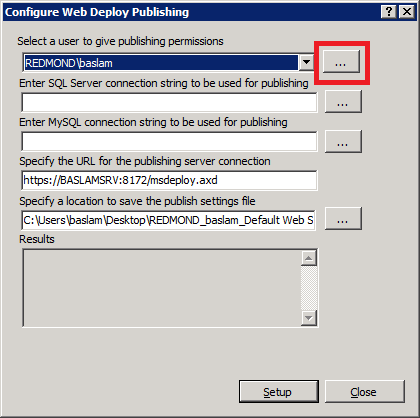 Configure Web Deploy Publishing
Select a user to give publishing permissions
REDMOND\baslam
...
Enter SQL Server connection string to be used for publishing
...
Enter MySQL connection string to be used for publishing
...
Specify the URL for the publishing server connection
https://BASLAMSRV:8172/msdeploy.axd
Specify a location to save the publish settings file
C:\Users\baslam\Desktop\REDMOND_baslam_Default Web S
...
Results
Setup
Close